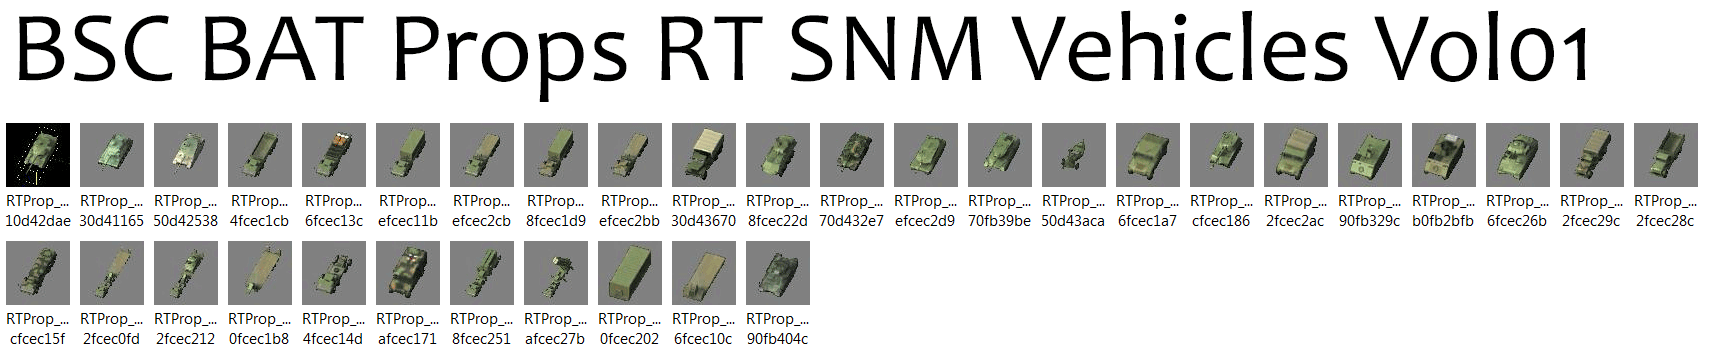 BSC BAT Props RT SNM Vehicles Vol01
RTProp_... RTProp_... RTProp_... RTProp_... RTProp_... RTProp_... RTProp_... RTProp_... RTProp_... RTProp_... RTProp_... RTProp_... RTProp_... RTProp_... RTProp_... RTProp_... RTProp_... RTProp_... RTProp_... RTProp_... RTProp_... RTProp_... RTProp_...
10d42dae 30d41165 50d42538 4fcec1cb 6fcec13c efcec11b efcec2cb 8fcec1d9 efcec2bb 30d43670 8fcec22d 70d432e7 efcec2d9 70fb39be 50d43aca 6fcec1a7 cfcec186 2fcec2ac 90fb329c b0fb2bfb 6fcec26b 2fcec29c 2fcec28c
RTProp_... RTProp_... RTProp_... RTProp_... RTProp_... RTProp_... RTProp_... RTProp_... RTProp_... RTProp_... RTProp_...
cfcec15f 2fcec0fd 2fcec212 0fcec1b8 4fcec14d afcec171 8fcec251 afcec27b 0fcec202 6fcec10c 90fb404c